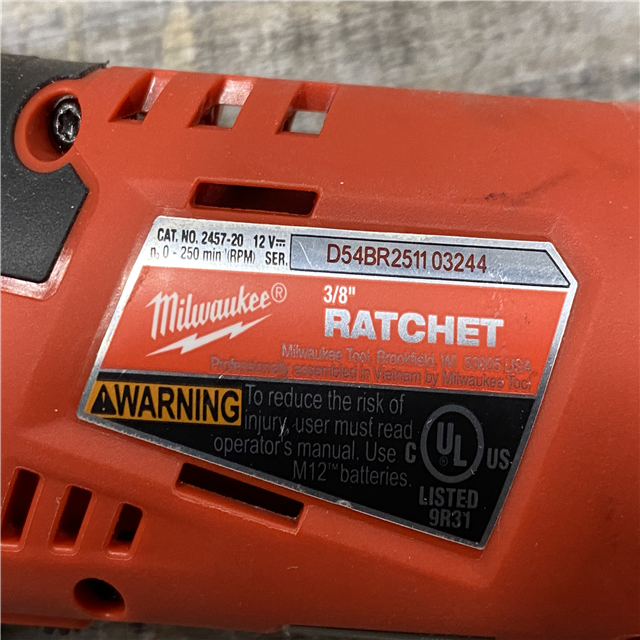 CAT. NO. 2457-20 12 V⎓
n₀ 0 - 250 min⁻¹(RPM) SER. D54BR251103244
Milwaukee®
3/8"
RATCHET
Milwaukee Tool, Brookfield, WI 53005 USA
Professionally assembled in Vietnam by Milwaukee Tool
⚠WARNING To reduce the risk of
injury, user must read
operator's manual. Use
M12™ batteries.
C UL US
LISTED
9R31